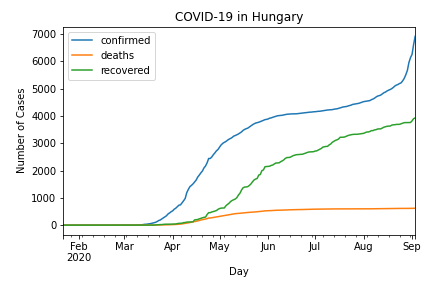 COVID-19 in Hungary
confirmed
deaths
recovered
Number of Cases
7000
6000
5000
4000
3000
2000
1000
0
Feb
2020
Mar
Apr
May
Jun
Jul
Aug
Sep
Day